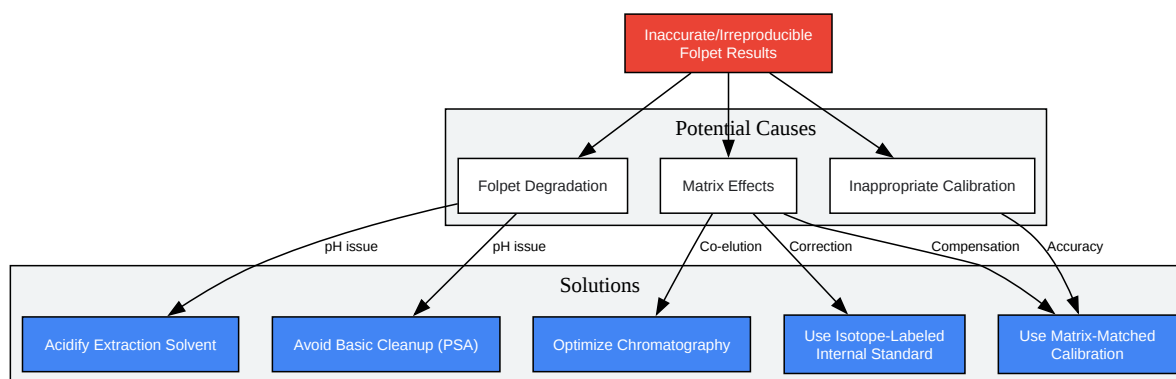 Inaccurate/Irreproducible
Folpet Results
Potential Causes
Folpet Degradation
Matrix Effects
Inappropriate Calibration
pH issue
pH issue
Co-elution
Correction
Compensation
Accuracy
Solutions
Acidify Extraction Solvent
Avoid Basic Cleanup (PSA)
Optimize Chromatography
Use Isotope-Labeled
Internal Standard
Use Matrix-Matched
Calibration